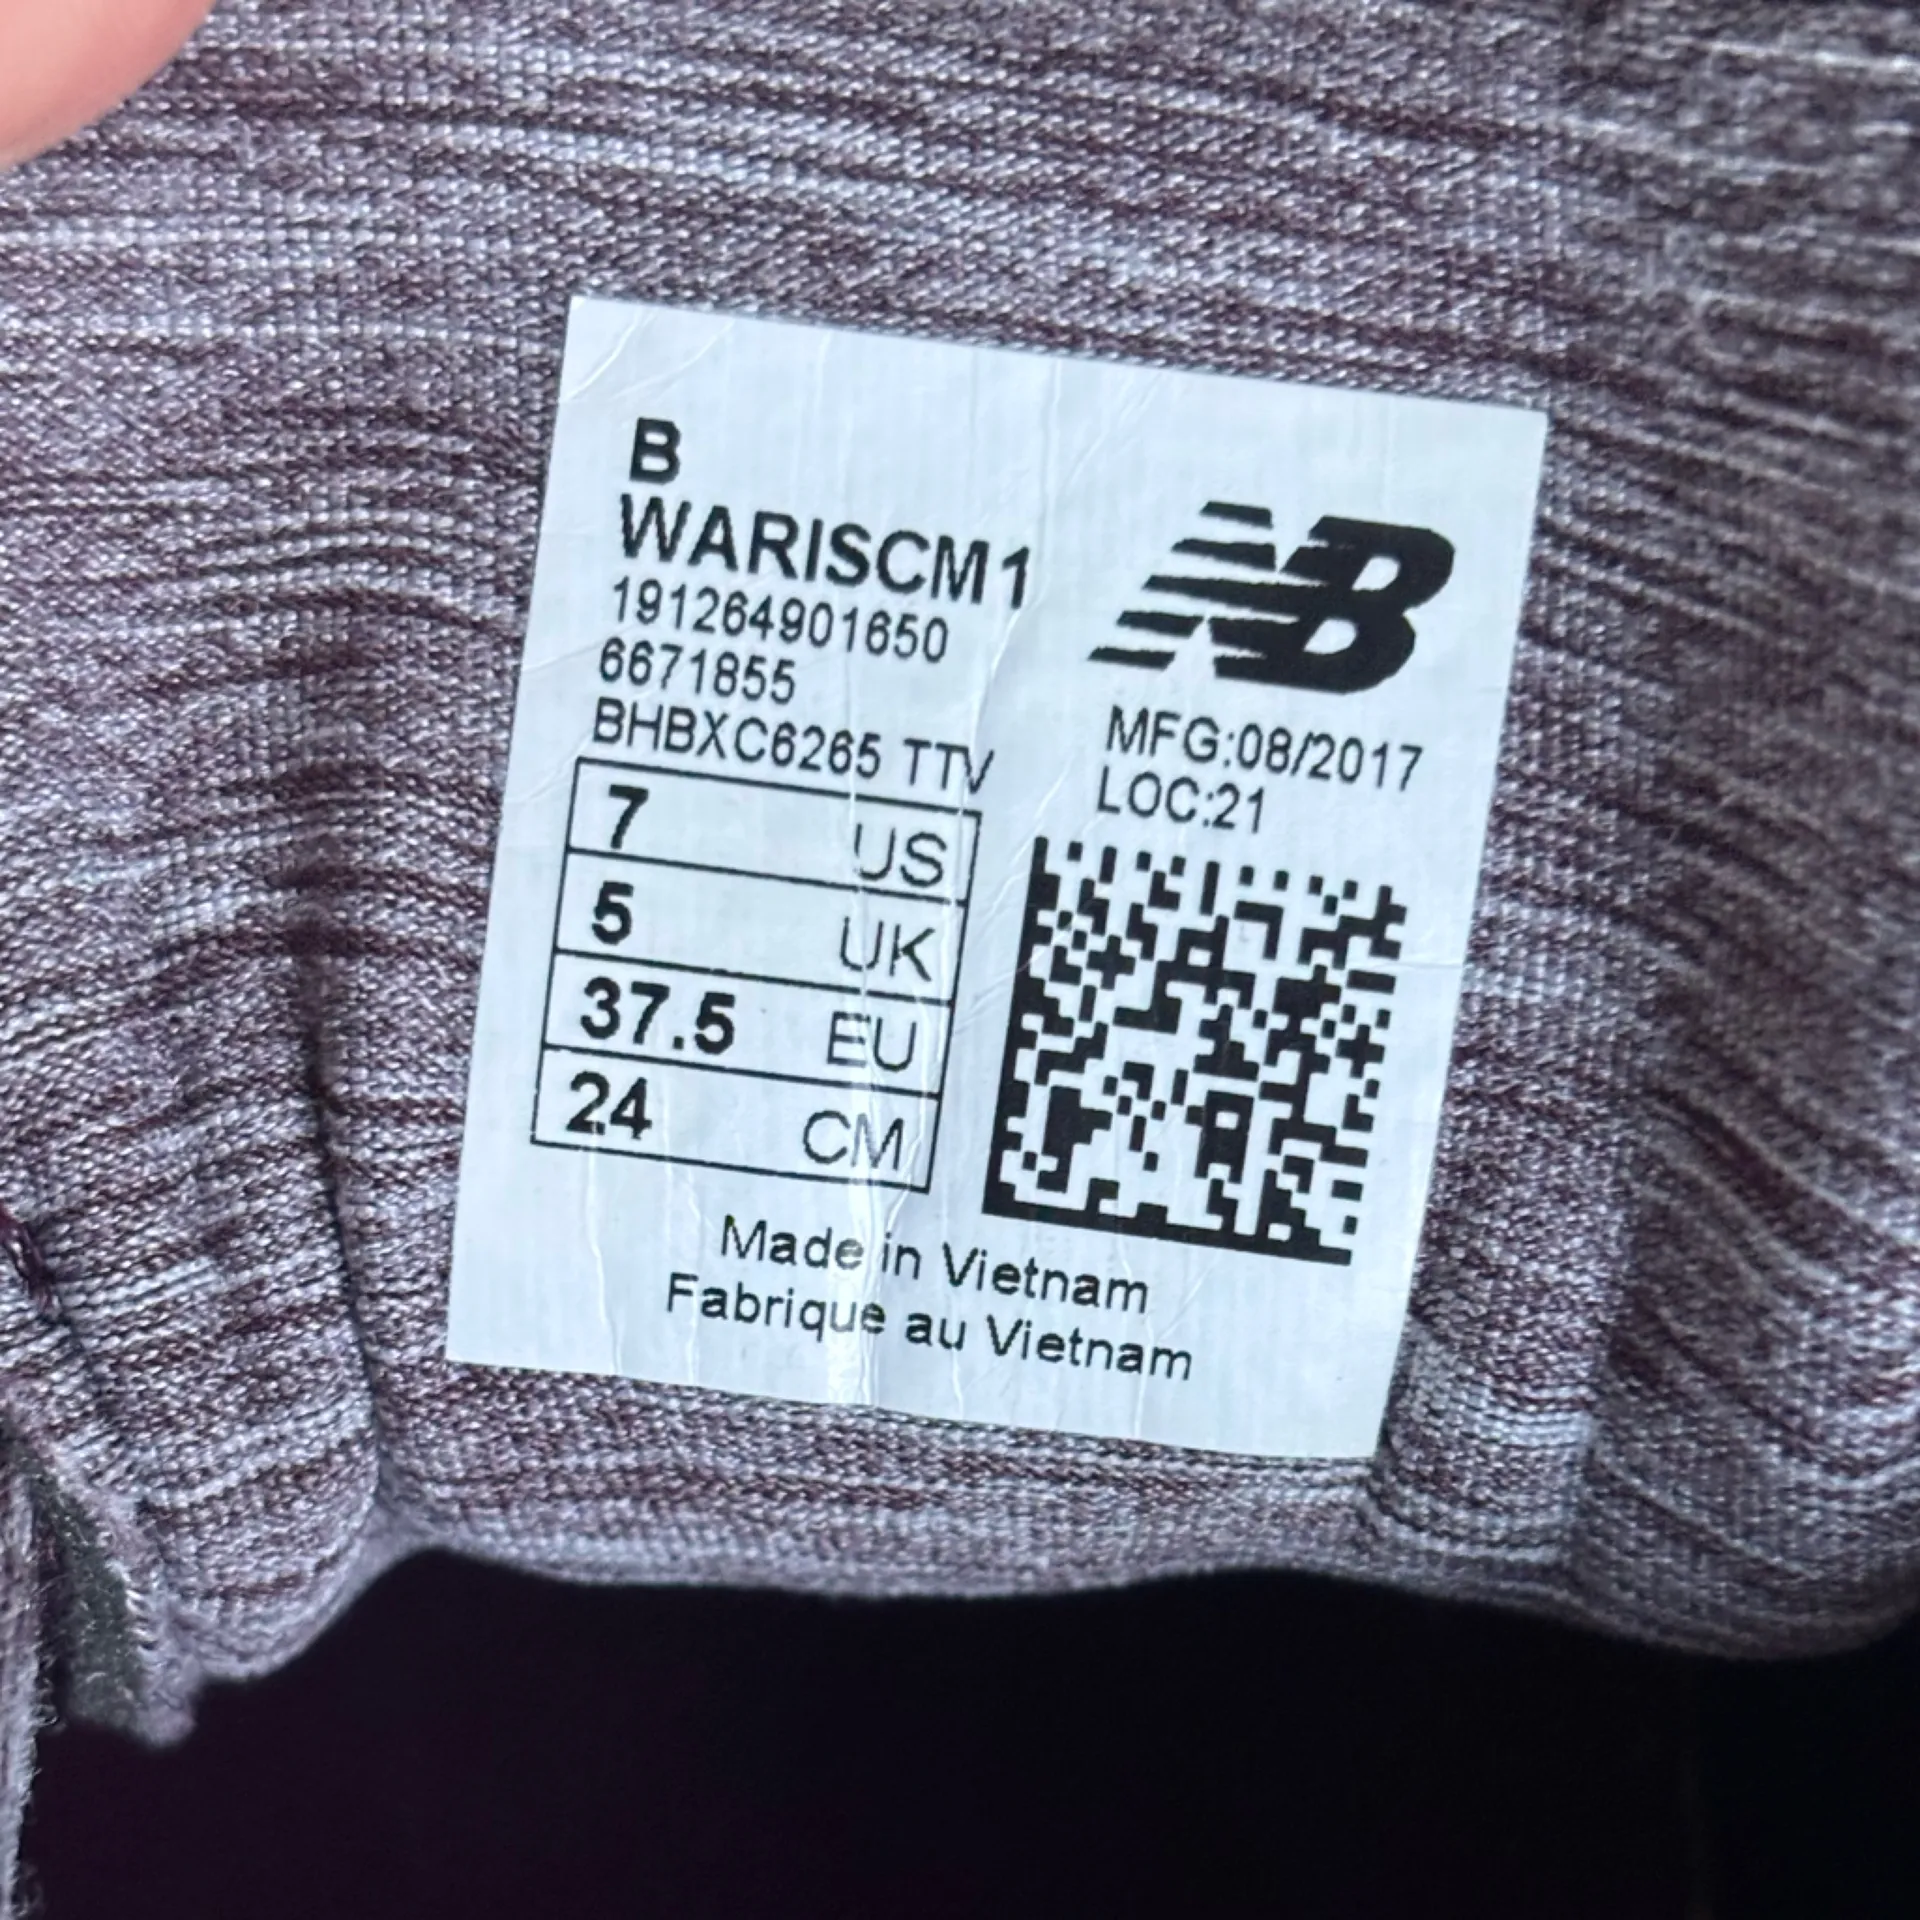 B
WARISCM1
191264901650
6671855
BHBXC6265 TTV
7 US
5 UK
37.5 EU
24 CM
NB
MFG:08/2017
LOC:21
Made in Vietnam
Fabrique au Vietnam